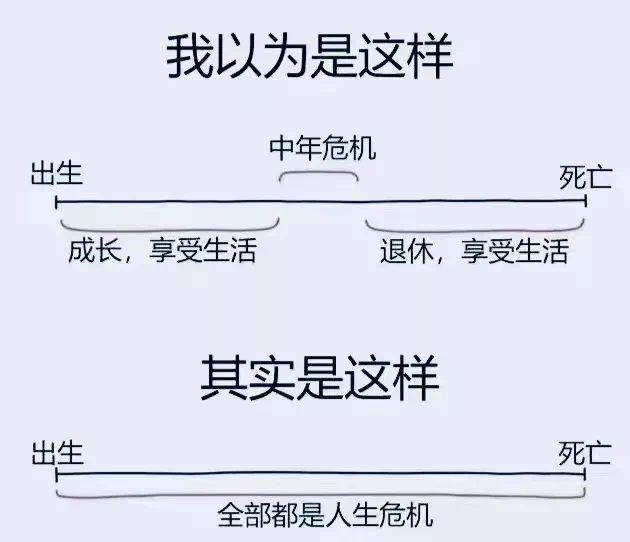 我以为是这样
中年危机
出生
死亡
成长，享受生活
退休，享受生活
其实是这样
出生
死亡
全部都是人生危机